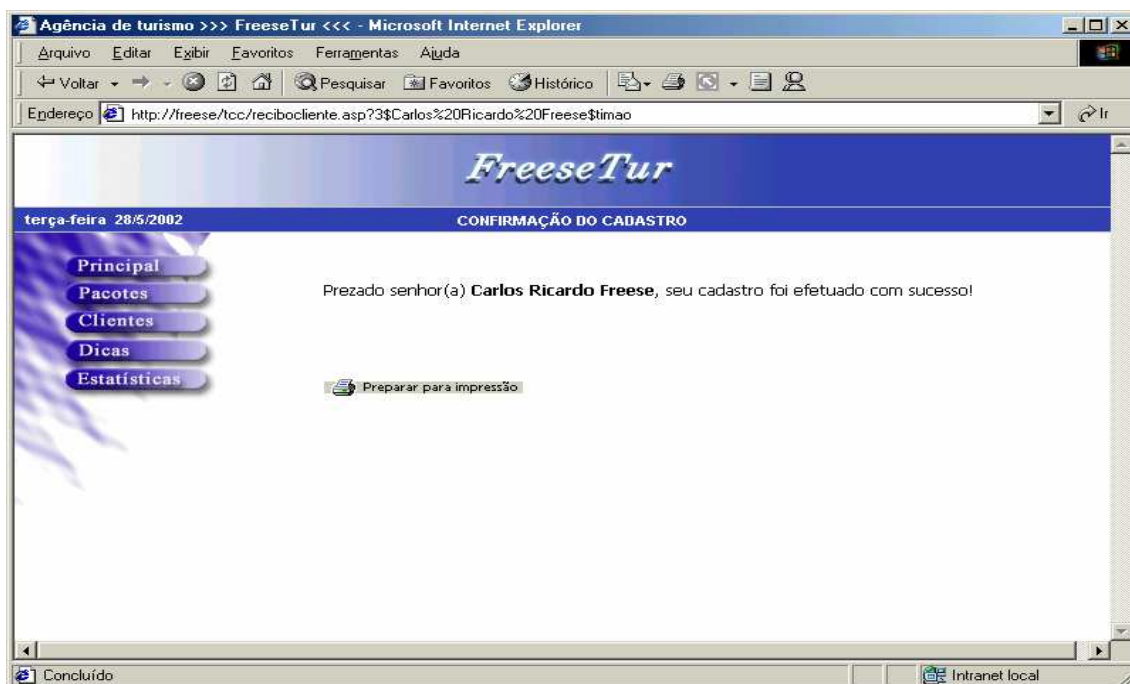 Agência de turismo >>> FreeseTur <<< - Microsoft Internet Explorer
Arquivo Editar Exibir Favoritos Ferramentas Ajuda
Voltar Pesquisar Favoritos Histórico
Endereço http://freese/tcc/recibocliente.asp?3$Carlos%20Ricardo%20Freese$timao Ir
FreeseTur
terça-feira 28/5/2002 CONFIRMAÇÃO DO CADASTRO
Principal
Pacotes
Clientes
Dicas
Estatísticas
Prezado senhor(a) Carlos Ricardo Freese, seu cadastro foi efetuado com sucesso!
Preparar para impressão
Concluído Intranet local